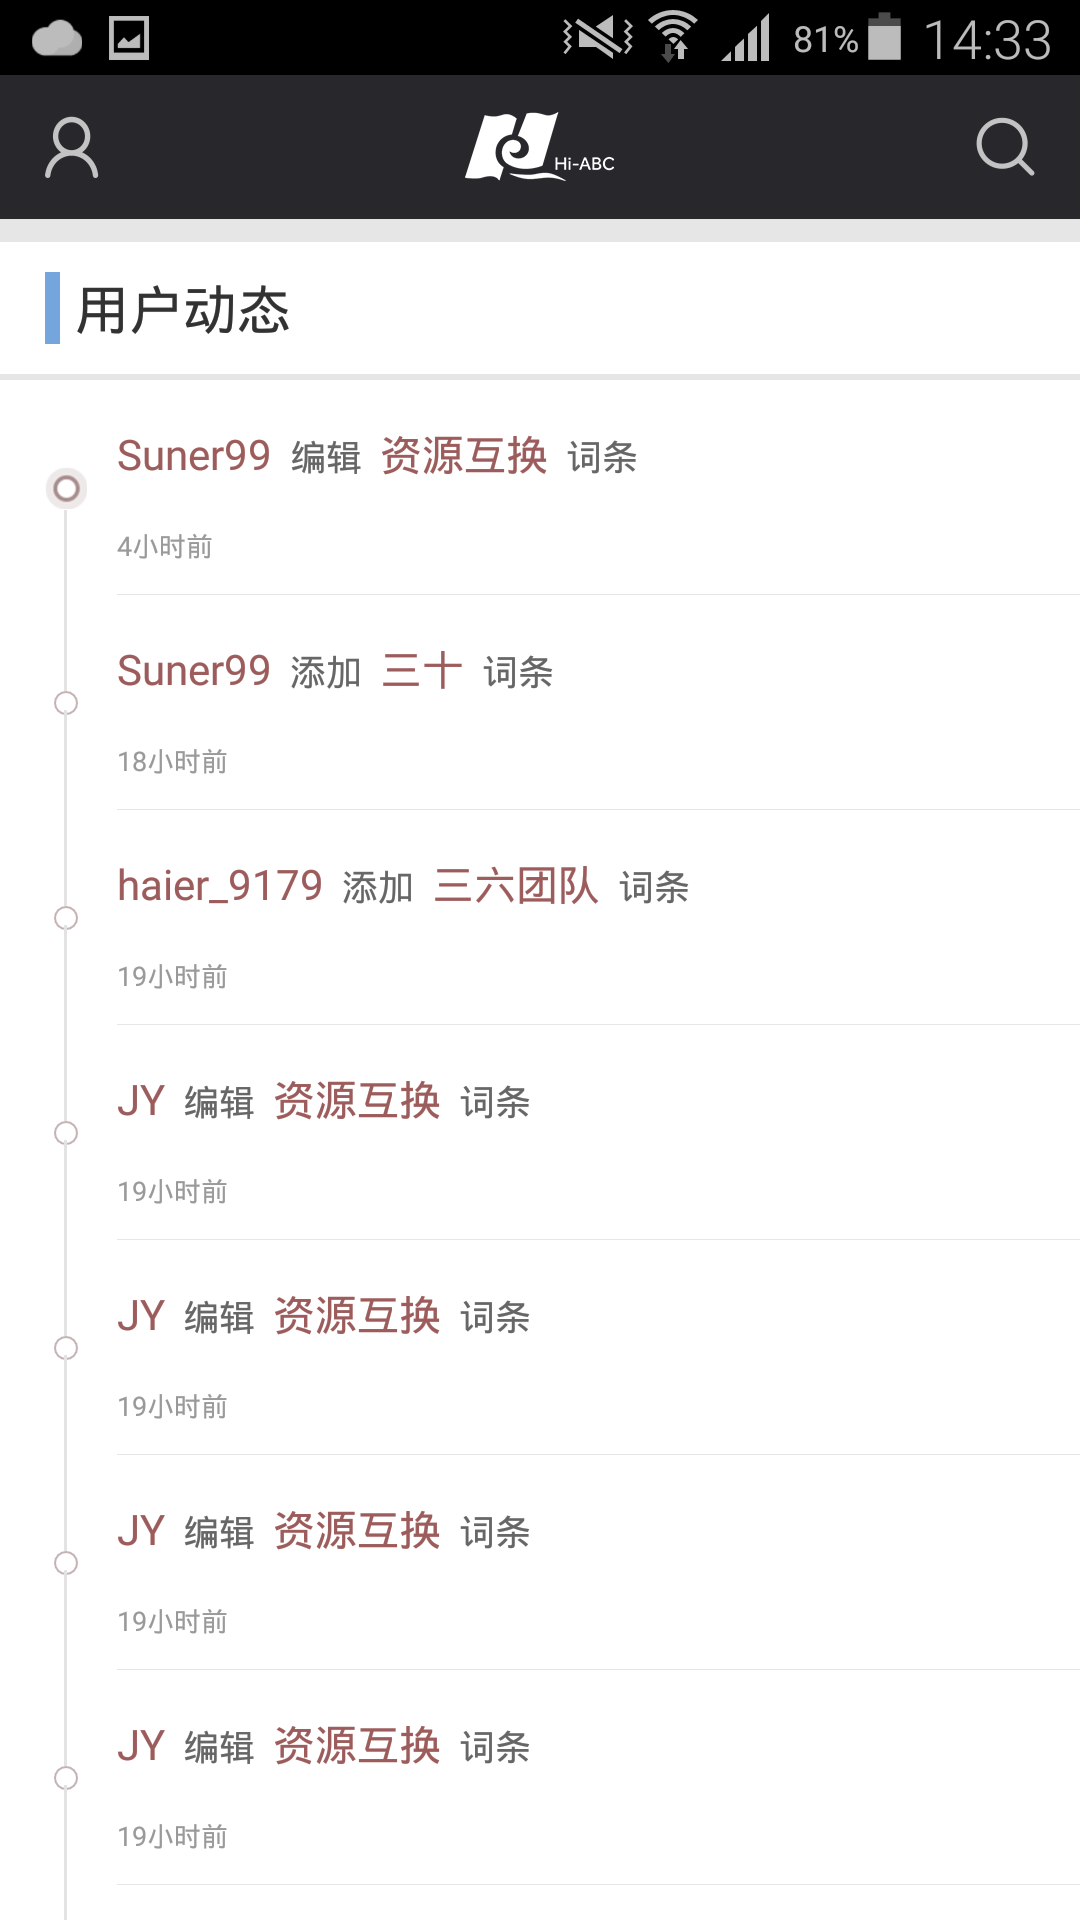 81% 14:33
Hi-ABC
用户动态
Suner99 编辑 资源互换 词条
4小时前
Suner99 添加 三十 词条
18小时前
haier_9179 添加 三六团队 词条
19小时前
JY 编辑 资源互换 词条
19小时前
JY 编辑 资源互换 词条
19小时前
JY 编辑 资源互换 词条
19小时前
JY 编辑 资源互换 词条
19小时前